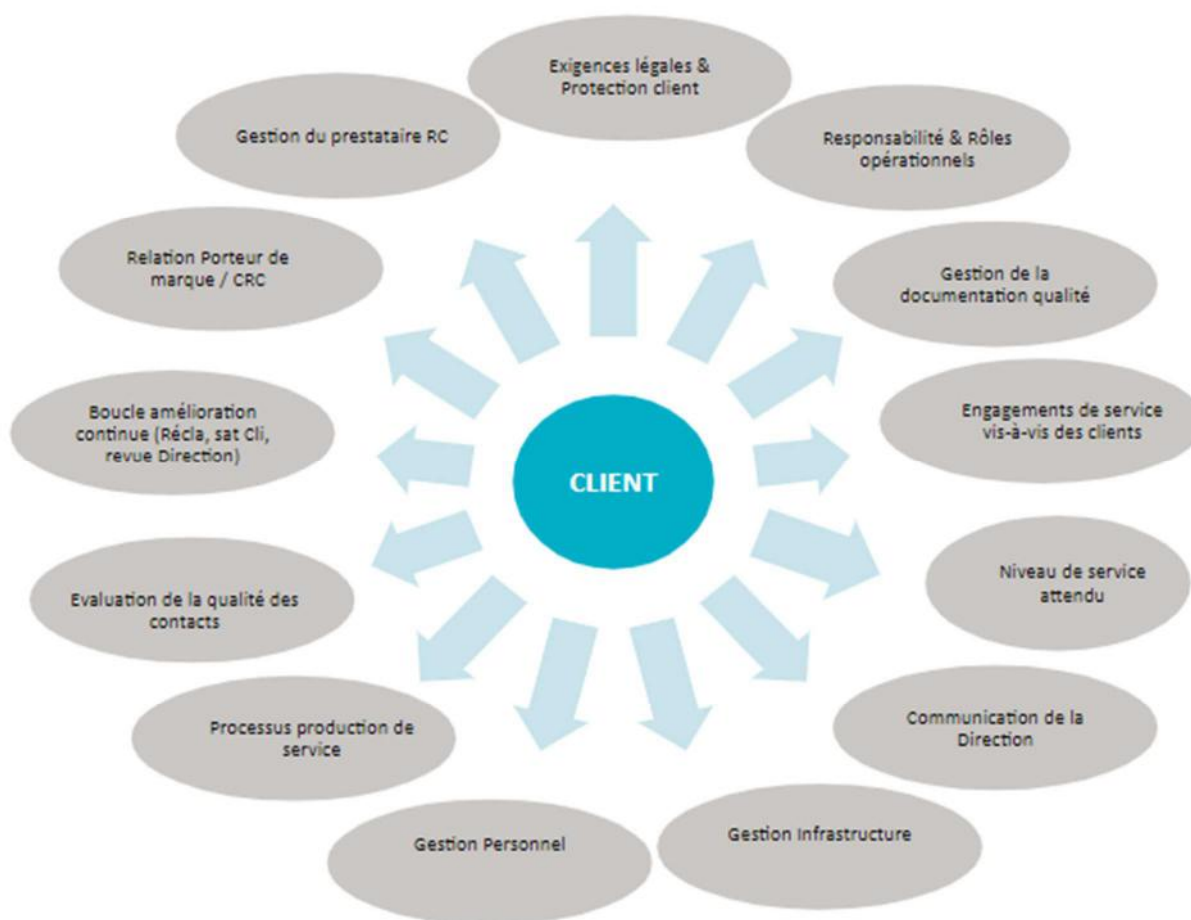 Exigences légales &
Protection client
Responsabilité & Rôles
opérationnels
Gestion de la
documentation qualité
Engagements de service
vis-à-vis des clients
Niveau de service
attendu
Communication de la
Direction
Gestion Infrastructure
Gestion Personnel
Processus production de
service
Evaluation de la qualité des
contacts
Boucle amélioration
continue (Récla, sat Cli,
revue Direction)
Relation Porteur de
marque / CRC
Gestion du prestataire RC
CLIENT